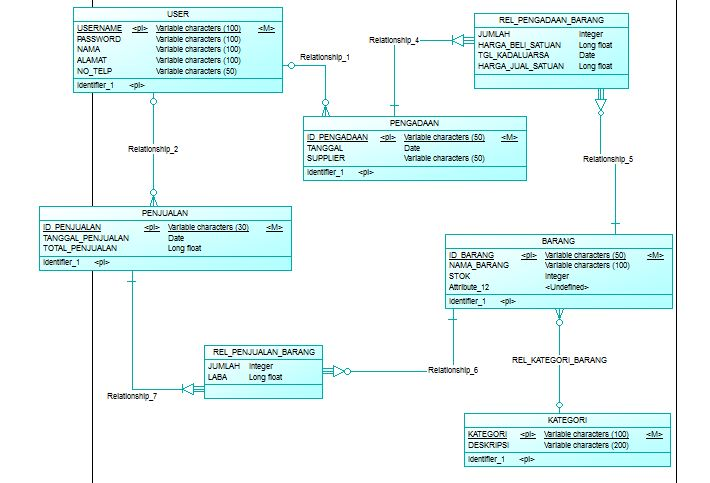 USER
USERNAME <pi> Variable characters (100) <M>
PASSWORD Variable characters (100)
NAMA Variable characters (100)
ALAMAT Variable characters (100)
NO_TELP Variable characters (50)
Identifier_1 <pi>
REL_PENGADAAN_BARANG
JUMLAH Integer
HARGA_BELI_SATUAN Long float
TGL_KADALUARSA Date
HARGA_JUAL_SATUAN Long float
Relationship_4
Relationship_1
PENGADAAN
ID_PENGADAAN <pi> Variable characters (50) <M>
TANGGAL Date
SUPPLIER Variable characters (50)
Identifier_1 <pi>
Relationship_2
Relationship_5
PENJUALAN
ID_PENJUALAN <pi> Variable characters (30) <M>
TANGGAL_PENJUALAN Date
TOTAL_PENJUALAN Long float
Identifier_1 <pi>
BARANG
ID_BARANG <pi> Variable characters (50) <M>
NAMA_BARANG Variable characters (100)
STOK Integer
Attribute_12 <Undefined>
Identifier_1 <pi>
REL_PENJUALAN_BARANG
JUMLAH Integer
LABA Long float
REL_KATEGORI_BARANG
Relationship_6
Relationship_7
KATEGORI
KATEGORI <pi> Variable characters (100) <M>
DESKRIPSI Variable characters (200)
Identifier_1 <pi>